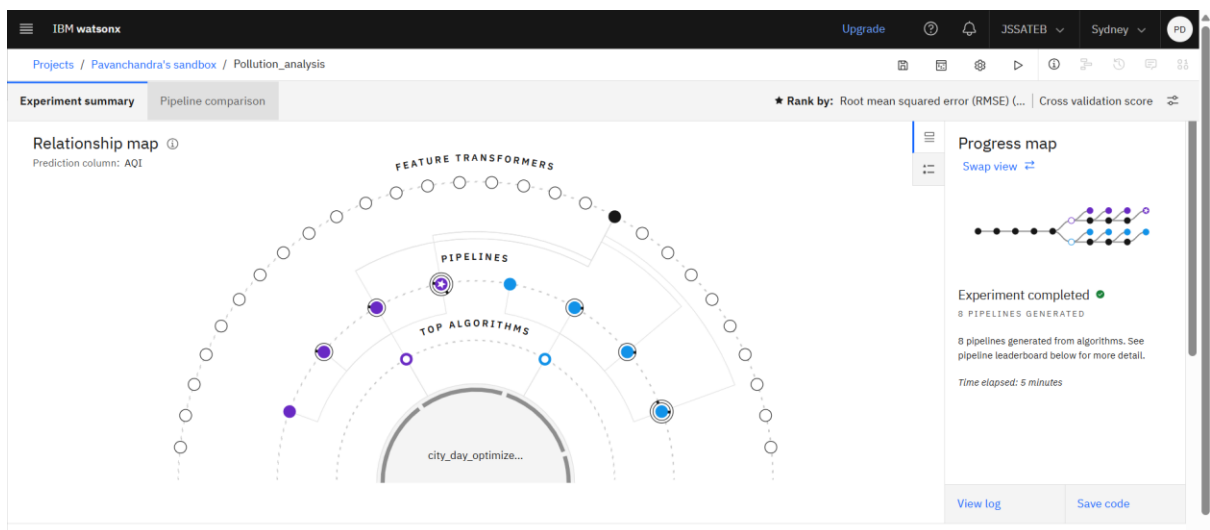 IBM watsonx
Upgrade
JSSATEB
Sydney
PD
Projects / Pavanchandra's sandbox / Pollution_analysis
Experiment summary
Pipeline comparison
★ Rank by: Root mean squared error (RMSE) (... | Cross validation score
Relationship map
Prediction column: AQI
FEATURE TRANSFORMERS
PIPELINES
TOP ALGORITHMS
city_day_optimize...
Progress map
Swap view
Experiment completed
8 PIPELINES GENERATED
8 pipelines generated from algorithms. See
pipeline leaderboard below for more detail.
Time elapsed: 5 minutes
View log
Save code